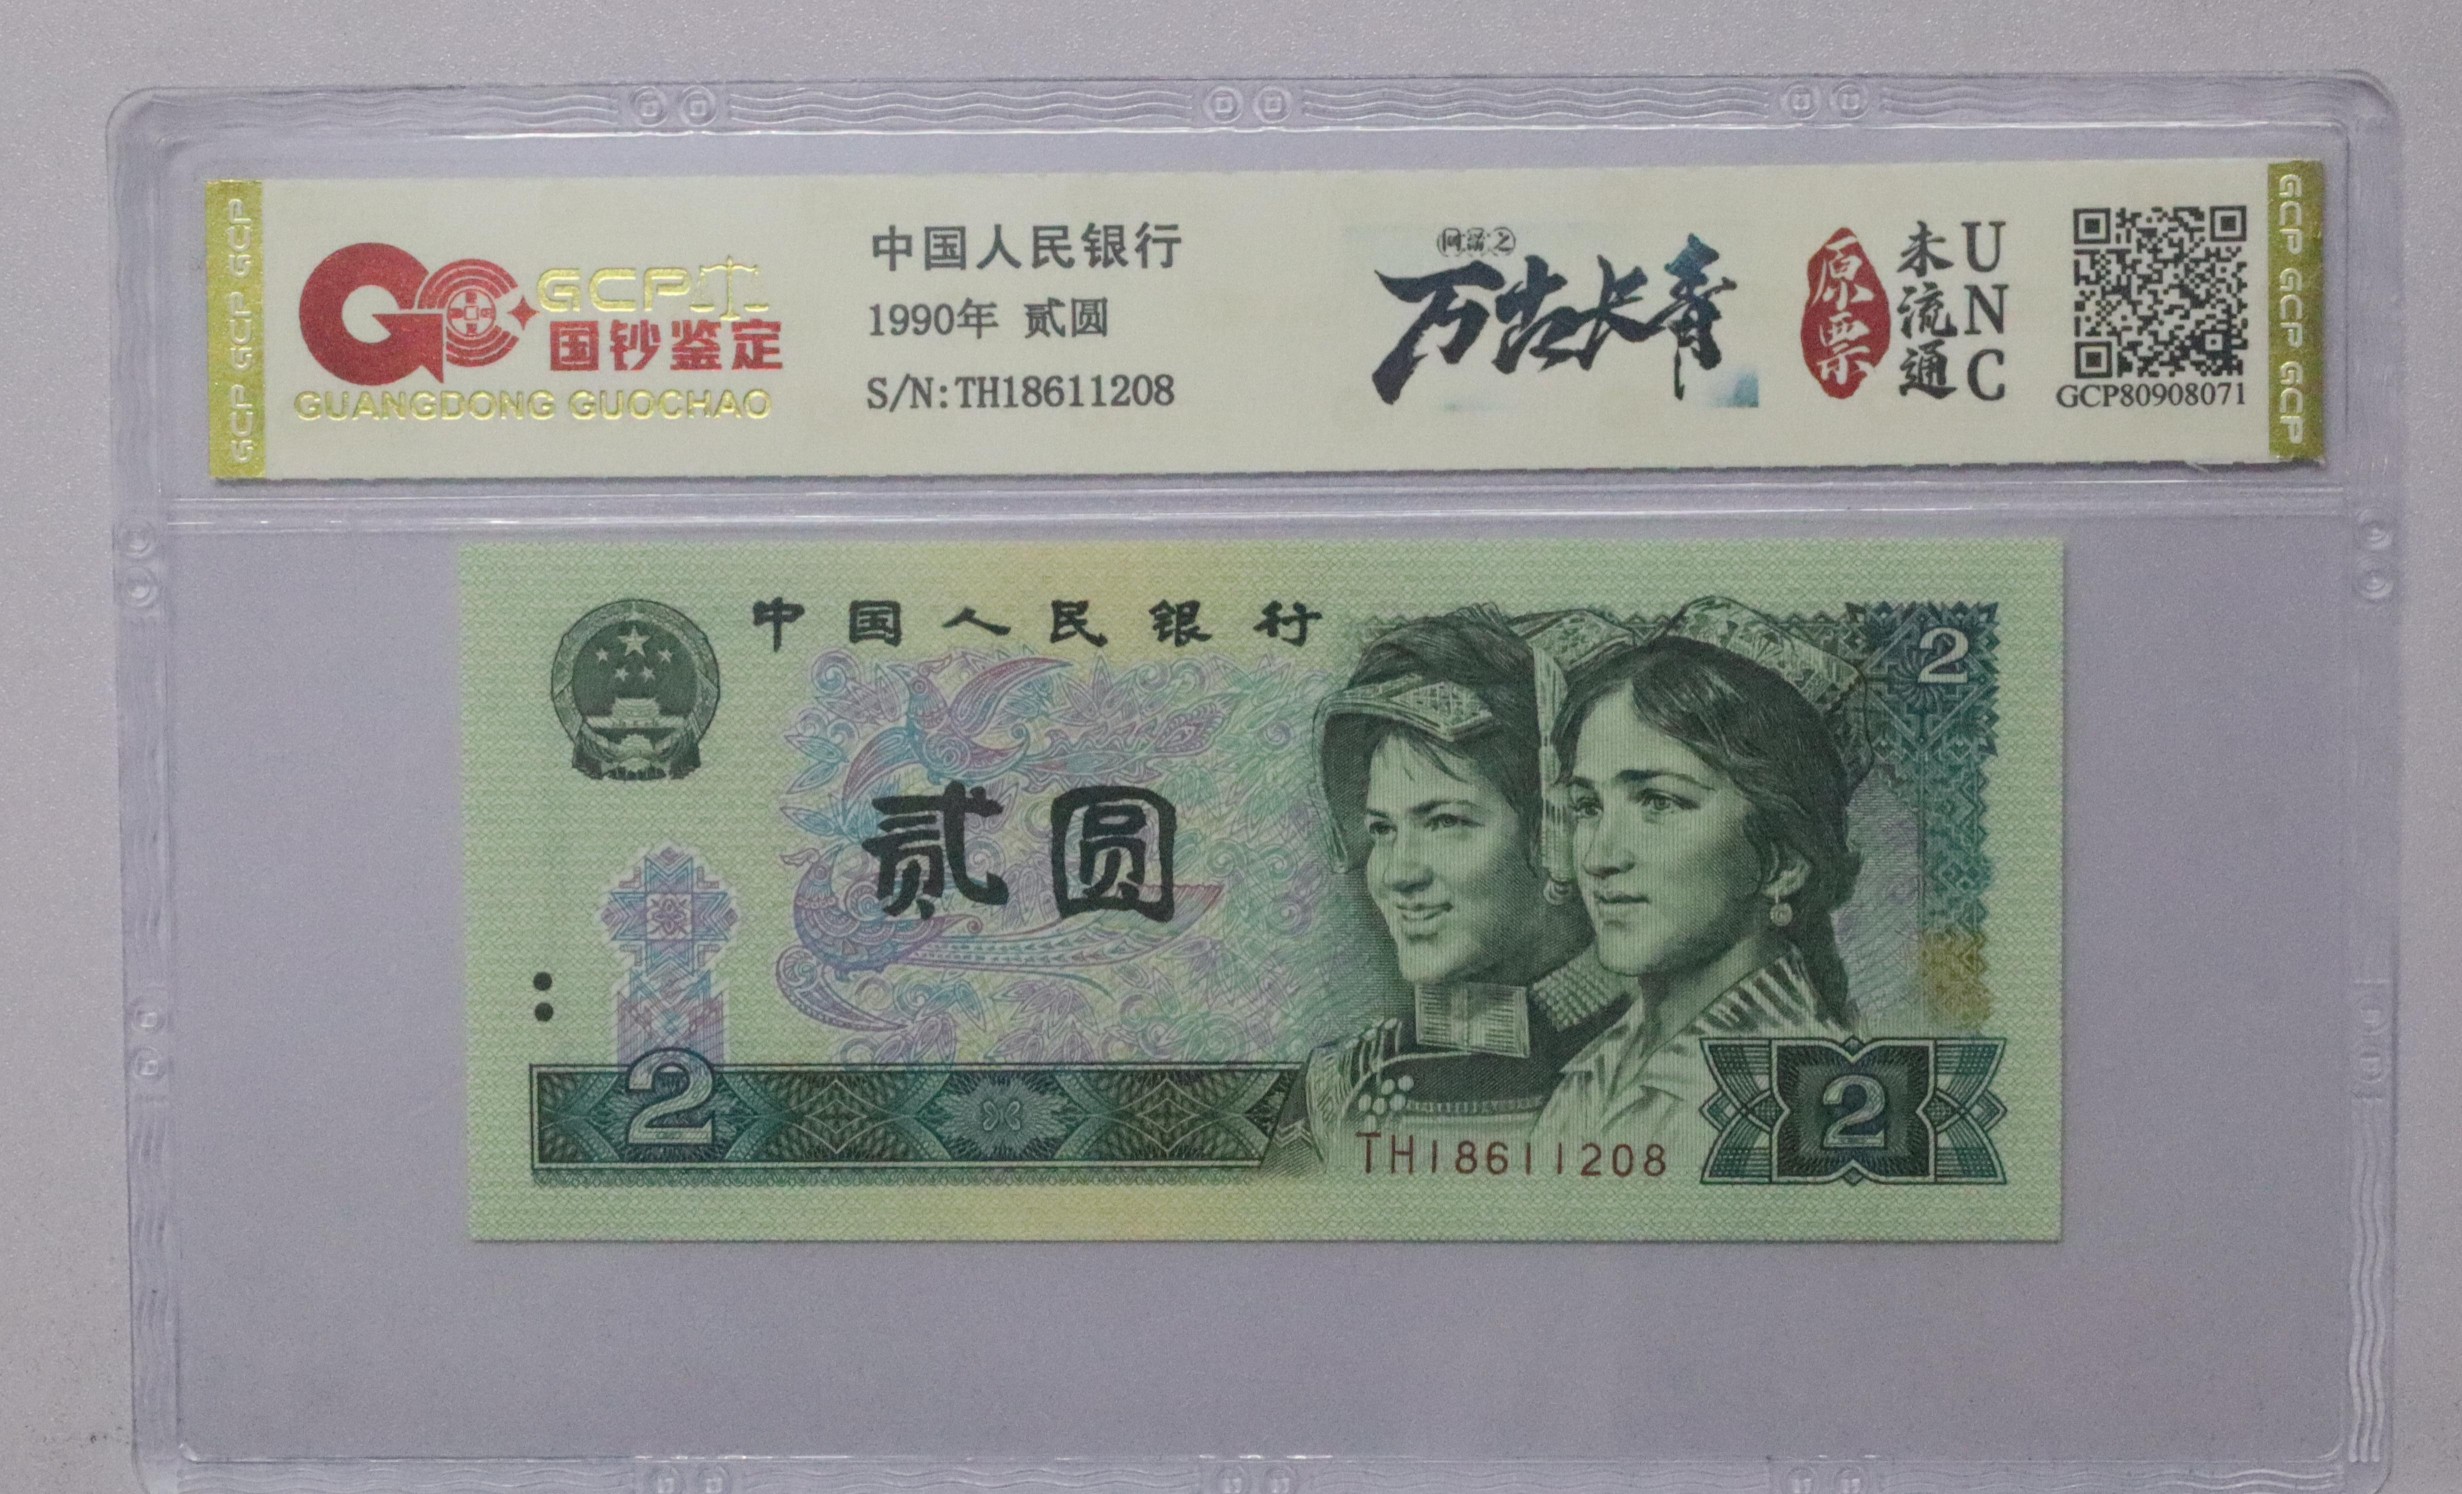 GCP GCP GCP GCP
GCP
国钞鉴定
GUANGDONG GUOCHAO
中国人民银行
1990年 贰圆
S/N:TH18611208
万古长青
原票
未流通
UNC
GCP80908071
GCP GCP GCP GCP
中国人民银行
2
贰圆
2
TH18611208
2